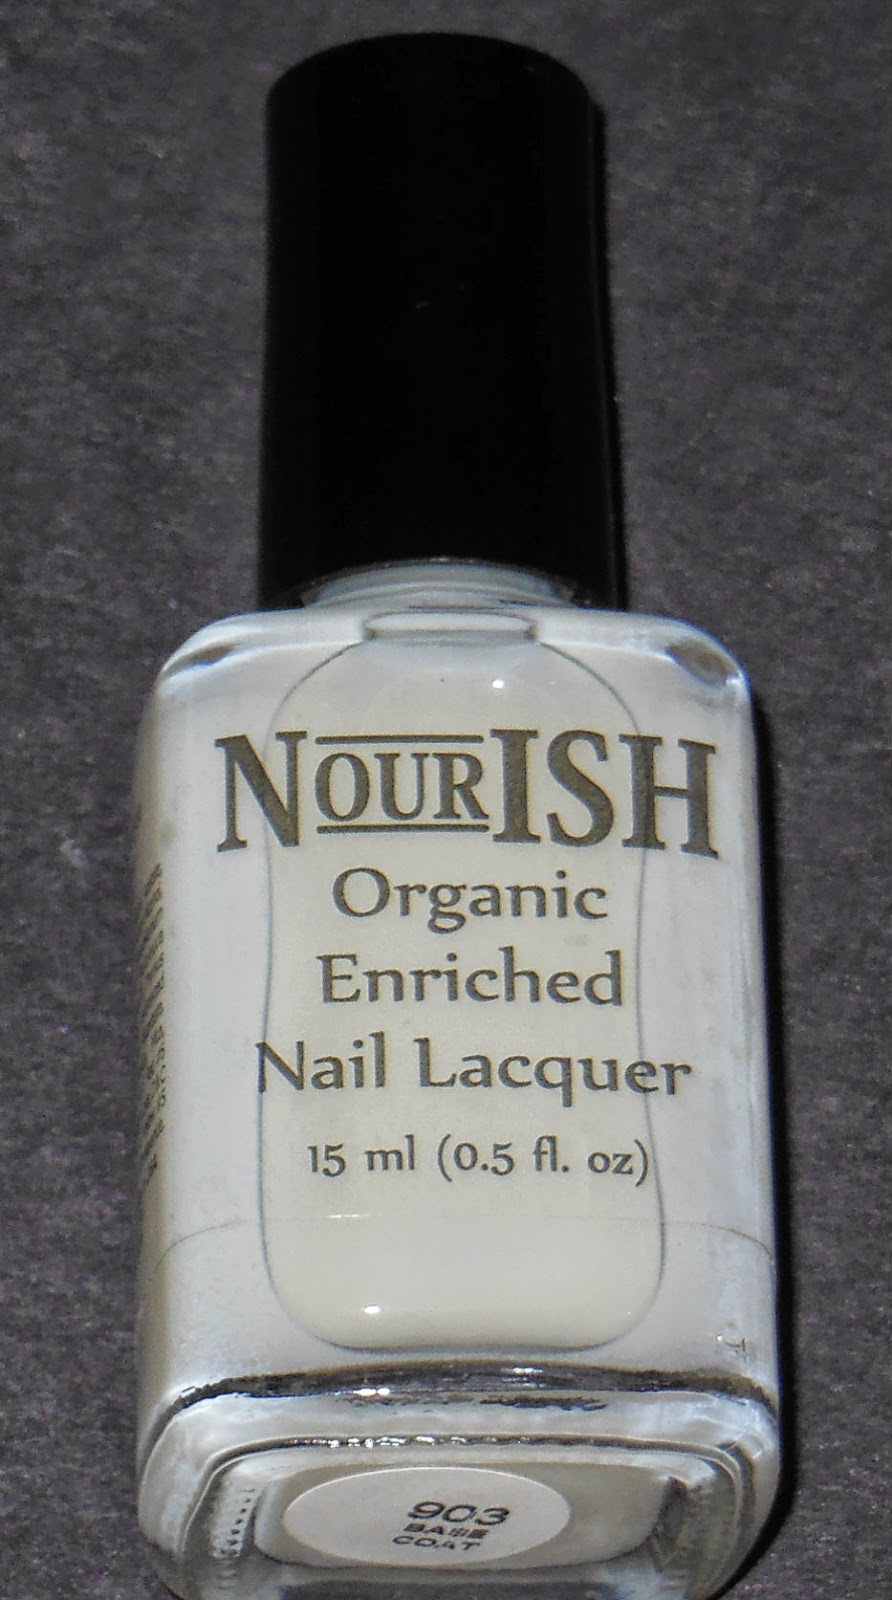 NOURISH
Organic
Enriched
Nail Lacquer
15 ml (0.5 fl. oz)
903
BASE
COAT